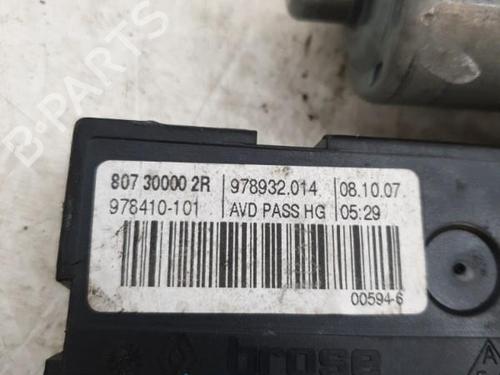 B-PARTS
807 30000 2R 978932.014 08.10.07
978410-101 AVD PASS HG 05:29
00594-6
brose
A